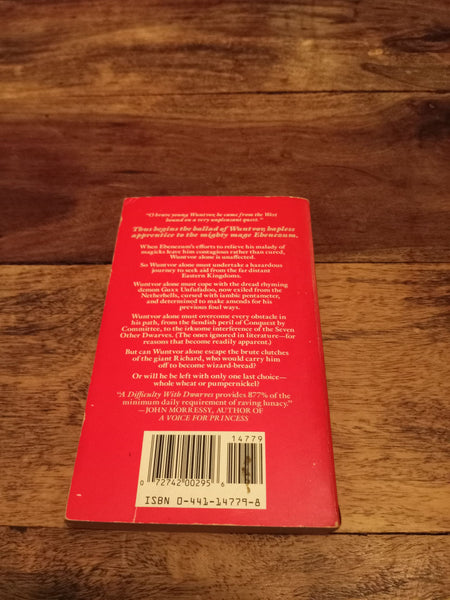 "O brave young Wuntvor, he came from the West
bound on a very unpleasant quest."
Thus begins the ballad of Wuntvor, hapless
apprentice to the mighty mage Ebenezum.
When Ebenezum's efforts to relieve his malady of
magicks leave him contagious rather than cured,
Wuntvor alone is unaffected.
So Wuntvor alone must undertake a hazardous
journey to seek aid from the far distant
Eastern Kingdoms.
Wuntvor alone must cope with the dread rhyming
demon Guxx Unfufadoo, now exiled from the
Netherhells, cursed with iambic pentameter,
and determined to make amends for his
previous foul ways.
Wuntvor alone must overcome every obstacle in
his path, from the fiendish peril of Conquest by
Committee, to the irksome interference of the Seven
Other Dwarves. (The ones ignored in literature—for
reasons that become readily apparent.)
But can Wuntvor escape the brute clutches
of the giant Richard, who would carry him
off to become wizard-bread?
Or will he be left with only one last choice—
whole wheat or pumpernickel?
"A Difficulty With Dwarves provides 877% of the
minimum daily requirement of raving lunacy."
—JOHN MORRESSY, AUTHOR OF
A VOICE FOR PRINCESS
14779
0 72742 00295 6
ISBN 0-441-14779-8